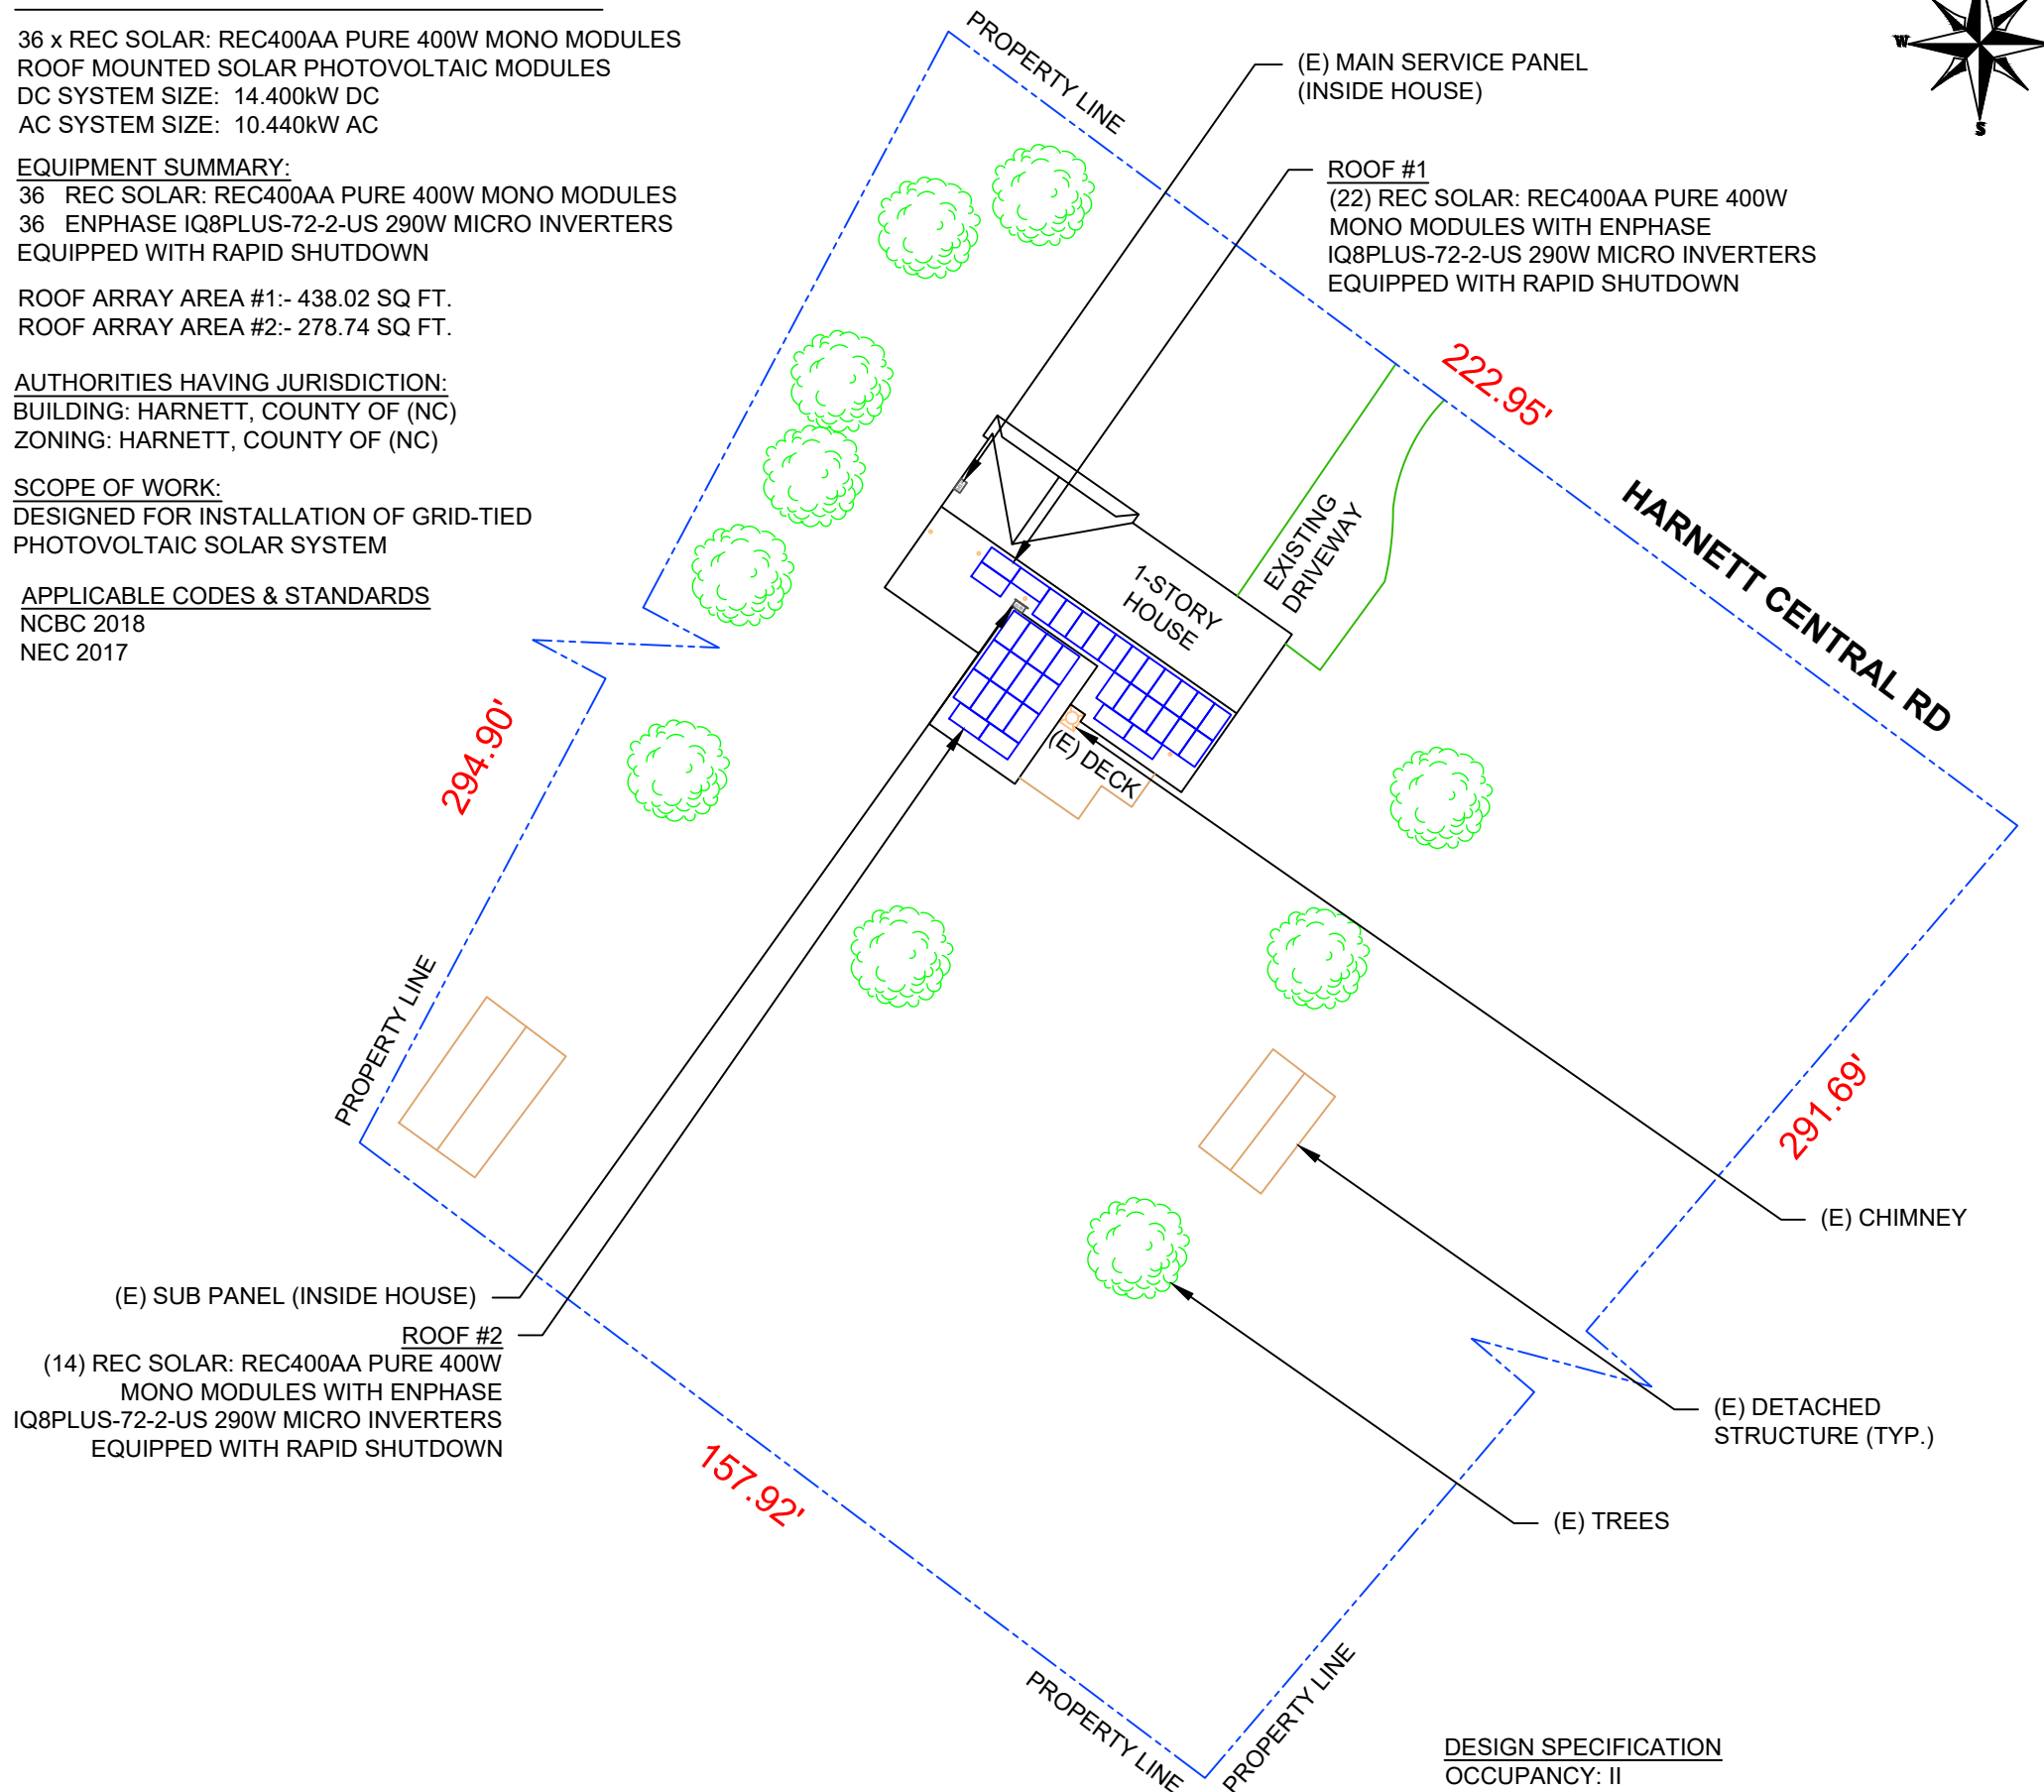 36 x REC SOLAR: REC400AA PURE 400W MONO MODULES
ROOF MOUNTED SOLAR PHOTOVOLTAIC MODULES
DC SYSTEM SIZE: 14.400kW DC
AC SYSTEM SIZE: 10.440kW AC
EQUIPMENT SUMMARY:
36 REC SOLAR: REC400AA PURE 400W MONO MODULES
36 ENPHASE IQ8PLUS-72-2-US 290W MICRO INVERTERS
EQUIPPED WITH RAPID SHUTDOWN
ROOF ARRAY AREA #1:- 438.02 SQ FT.
ROOF ARRAY AREA #2:- 278.74 SQ FT.
AUTHORITIES HAVING JURISDICTION:
BUILDING: HARNETT, COUNTY OF (NC)
ZONING: HARNETT, COUNTY OF (NC)
SCOPE OF WORK:
DESIGNED FOR INSTALLATION OF GRID-TIED
PHOTOVOLTAIC SOLAR SYSTEM
APPLICABLE CODES & STANDARDS
NCBC 2018
NEC 2017
PROPERTY LINE
(E) MAIN SERVICE PANEL
(INSIDE HOUSE)
W
S
ROOF #1
(22) REC SOLAR: REC400AA PURE 400W
MONO MODULES WITH ENPHASE
IQ8PLUS-72-2-US 290W MICRO INVERTERS
EQUIPPED WITH RAPID SHUTDOWN
222.95'
HARNETT CENTRAL RD
EXISTING
DRIVEWAY
1-STORY
HOUSE
(E) DECK
294.90'
PROPERTY LINE
291.69'
(E) CHIMNEY
(E) SUB PANEL (INSIDE HOUSE)
ROOF #2
(14) REC SOLAR: REC400AA PURE 400W
MONO MODULES WITH ENPHASE
IQ8PLUS-72-2-US 290W MICRO INVERTERS
EQUIPPED WITH RAPID SHUTDOWN
(E) DETACHED
STRUCTURE (TYP.)
157.92'
(E) TREES
PROPERTY LINE
PROPERTY LINE
DESIGN SPECIFICATION
OCCUPANCY: II